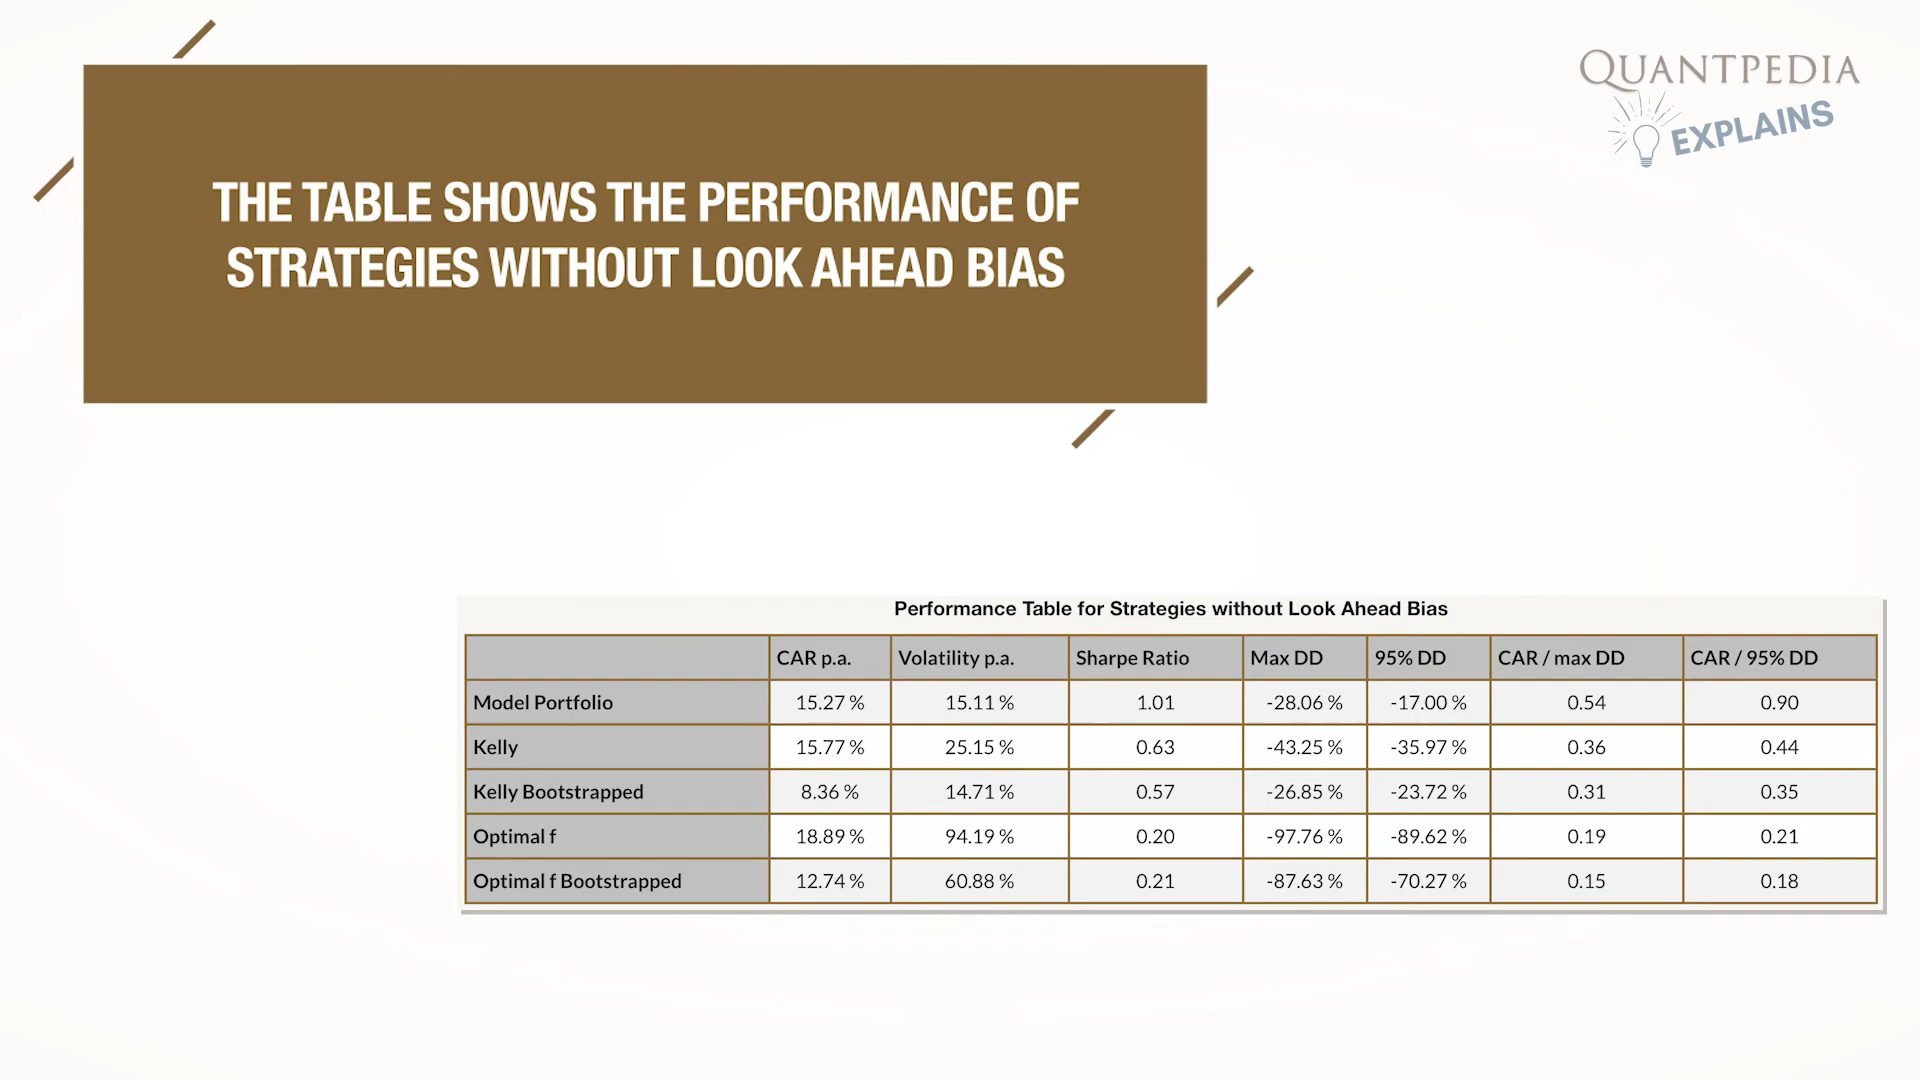 QUANTPEDIA
EXPLAINS
THE TABLE SHOWS THE PERFORMANCE OF
STRATEGIES WITHOUT LOOK AHEAD BIAS
Performance Table for Strategies without Look Ahead Bias
CAR p.a. Volatility p.a. Sharpe Ratio Max DD 95% DD CAR / max DD CAR / 95% DD
Model Portfolio 15.27 % 15.11 % 1.01 -28.06 % -17.00 % 0.54 0.90
Kelly 15.77 % 25.15 % 0.63 -43.25 % -35.97 % 0.36 0.44
Kelly Bootstrapped 8.36 % 14.71 % 0.57 -26.85 % -23.72 % 0.31 0.35
Optimal f 18.89 % 94.19 % 0.20 -97.76 % -89.62 % 0.19 0.21
Optimal f Bootstrapped 12.74 % 60.88 % 0.21 -87.63 % -70.27 % 0.15 0.18